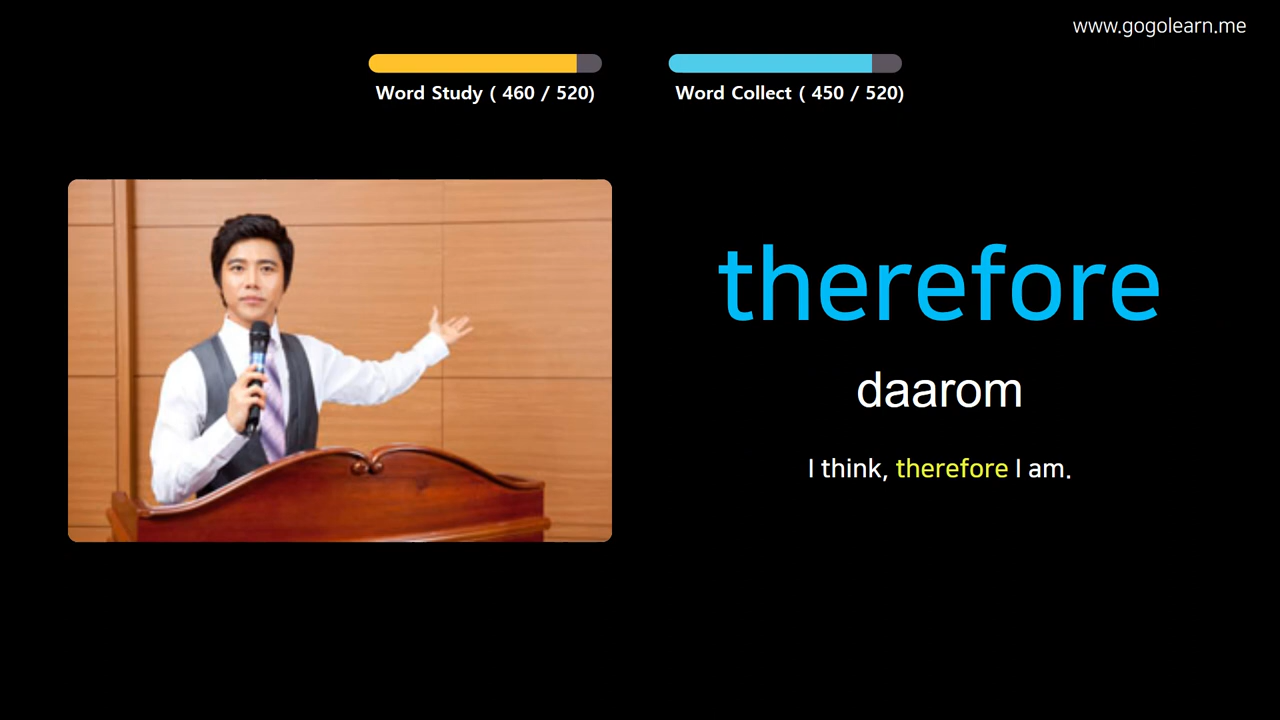 www.gogolearn.me
Word Study ( 460 / 520)
Word Collect ( 450 / 520)
therefore
daarom
I think, therefore I am.